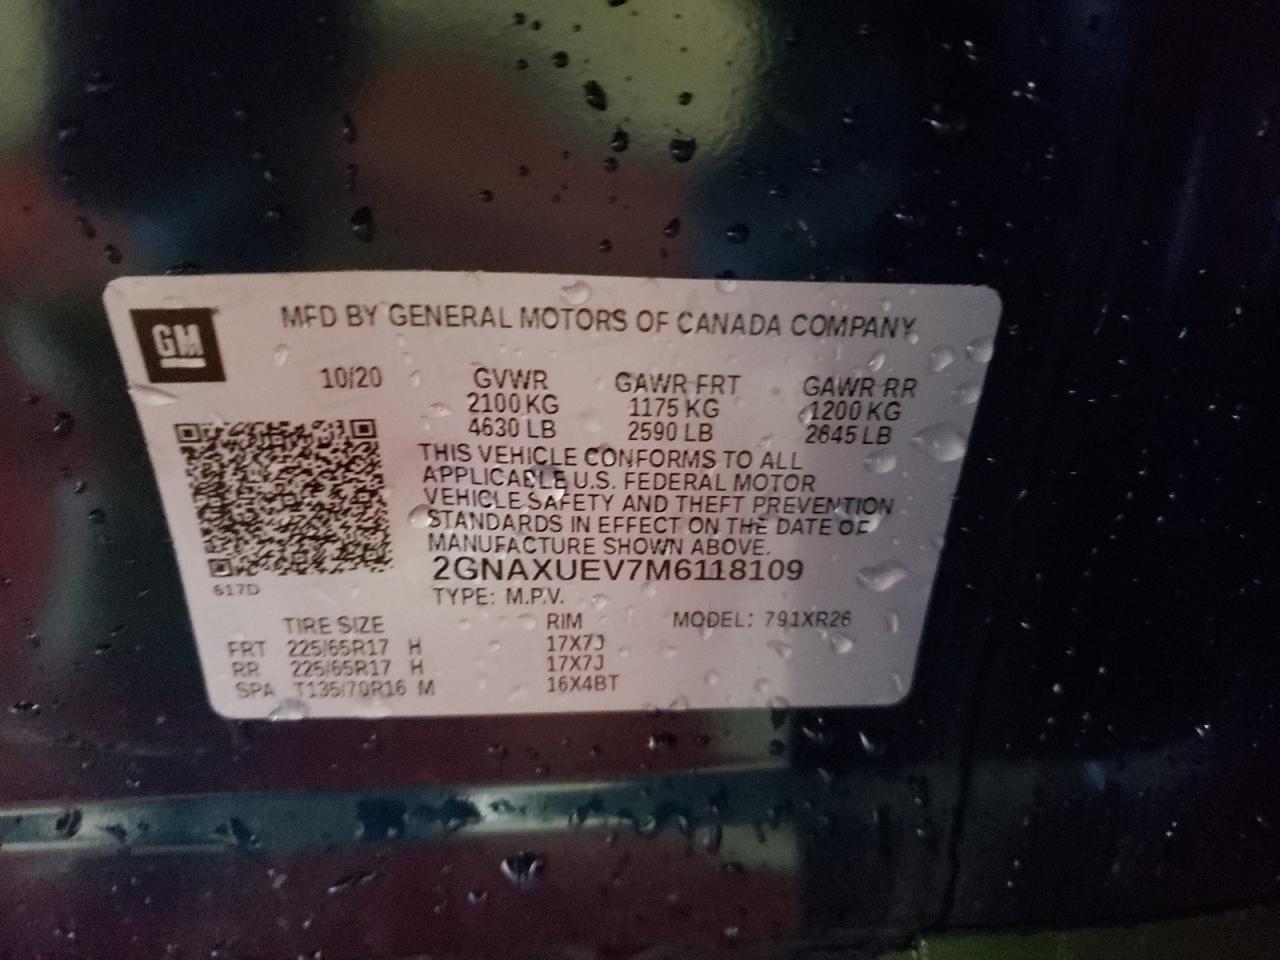 GM
MFD BY GENERAL MOTORS OF CANADA COMPANY
10/20 GVWR GAWR FRT GAWR RR
2100 KG 1175 KG 1200 KG
4630 LB 2590 LB 2645 LB
THIS VEHICLE CONFORMS TO ALL
APPLICABLE U.S. FEDERAL MOTOR
VEHICLE SAFETY AND THEFT PREVENTION
STANDARDS IN EFFECT ON THE DATE OF
MANUFACTURE SHOWN ABOVE.
2GNAXUEV7M6118109
617D
TYPE: M.P.V.
TIRE SIZE RIM MODEL: 791XR26
FRT 225/65R17 H 17X7J
RR 225/65R17 H 17X7J
SPA T135/70R16 M 16X4BT